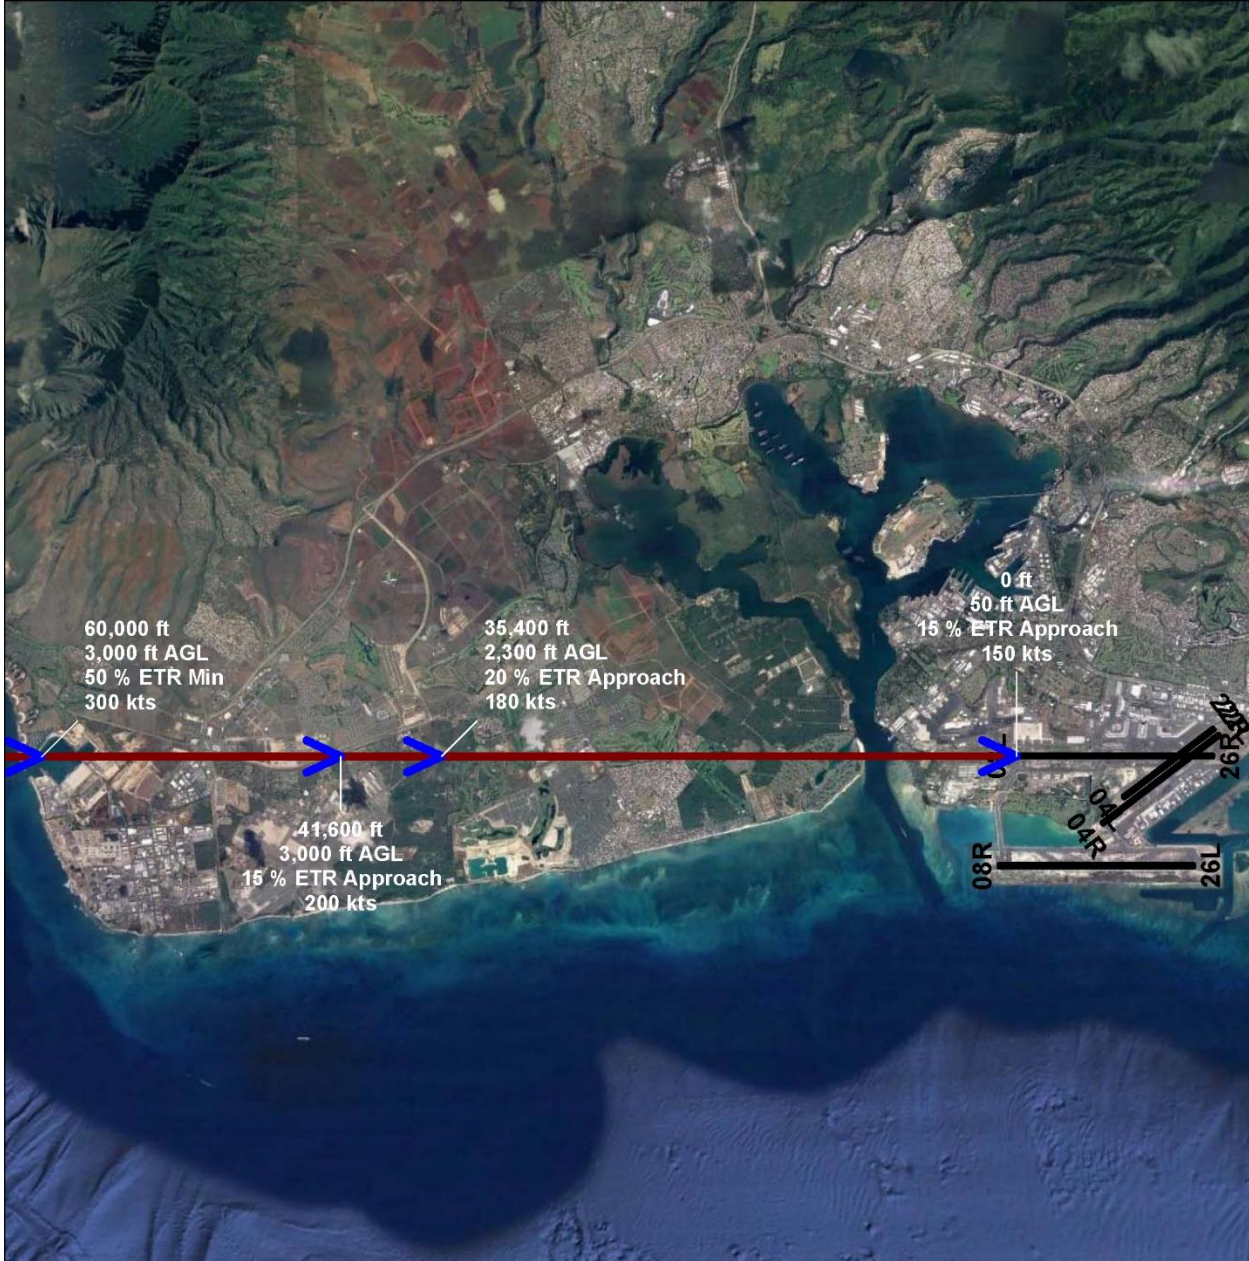 60,000 ft
3,000 ft AGL
50 % ETR Min
300 kts
35,400 ft
2,300 ft AGL
20 % ETR Approach
180 kts
0 ft
50 ft AGL
15 % ETR Approach
150 kts
41,600 ft
3,000 ft AGL
15 % ETR Approach
200 kts
26R
04L
04R
08R
26L